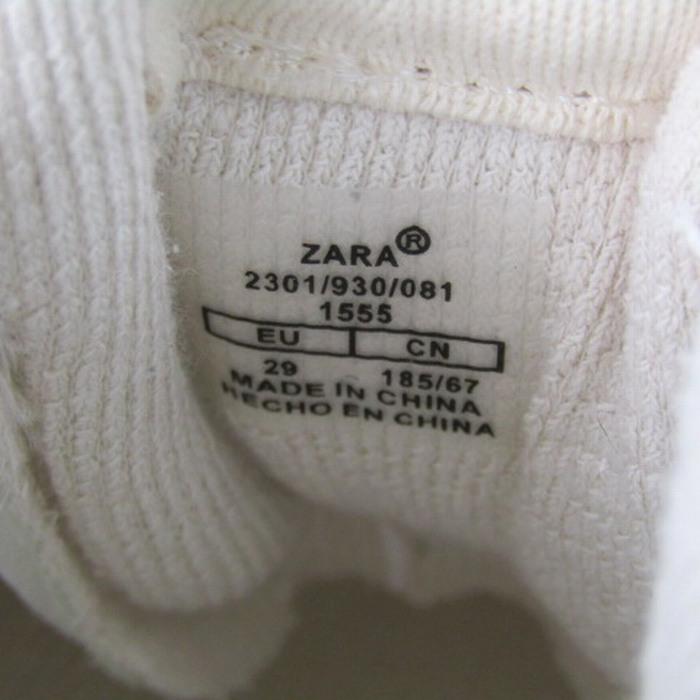 ZARA®
2301/930/081
1555
EU CN
29 185/67
MADE IN CHINA
HECHO EN CHINA